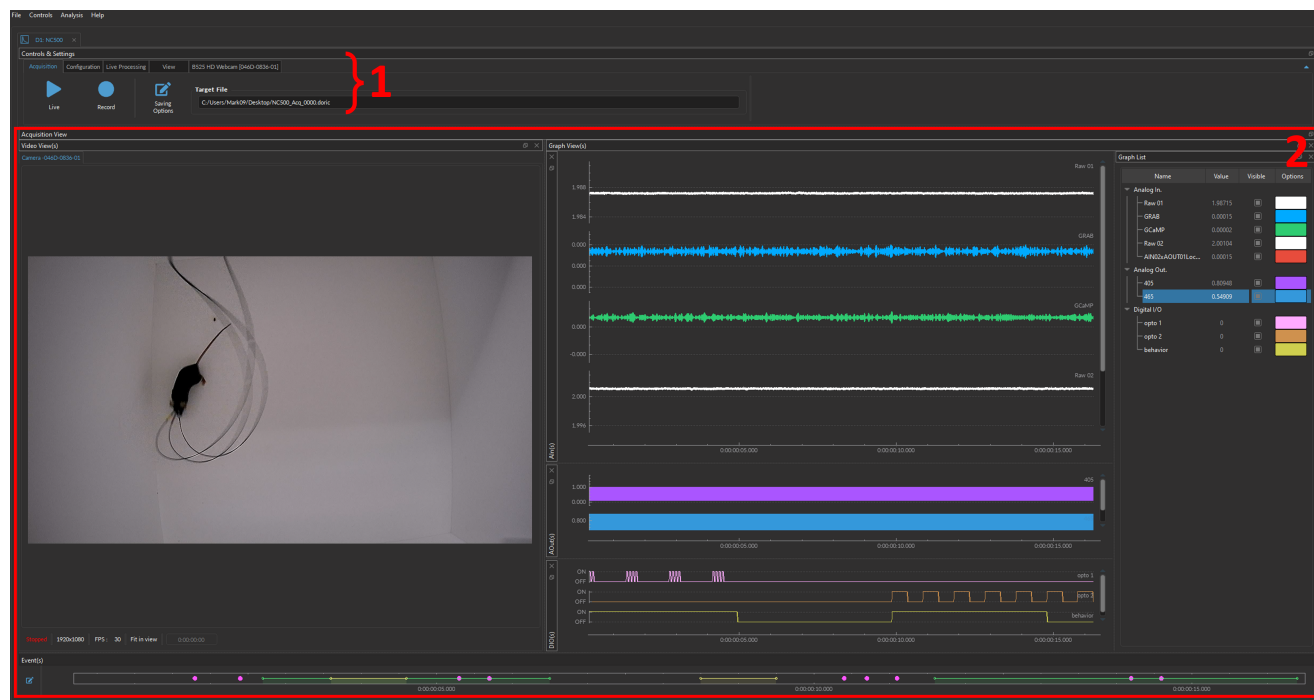 File Controls Analysis Help
D1: NC500 ×
Controls & Settings
Acquisition Configuration Live Processing View B525 HD Webcam [046D-0836-01]
1
Target File
C:/Users/Mark09/Desktop/NC500_Acq_0000.doric
Live Record Saving Options
Acquisition View
2
Video View(s)
Camera -046D-0836-01
Stopped 1920x1080 FPS: 30 Fit in view 0:00:00:00
Graph View(s)
Raw 01
1.988
1.984
GRAB
0.000
0.000
0.000
GCaMP
0.000
-0.000
Raw 02
2.000
1.996
AIn(s)
0:00:00:05.000 0:00:00:10.000 0:00:00:15.000
405
1.000
0.000
0.800
AOut(s)
0:00:00:05.000 0:00:00:10.000 0:00:00:15.000
ON
OFF
opto 1
ON
OFF
opto 2
ON
OFF
behavior
DIO(s)
0:00:00:05.000 0:00:00:10.000 0:00:00:15.000
Graph List
Name Value Visible Options
Analog In.
Raw 01 1.98715
GRAB 0.00015
GCaMP 0.00002
Raw 02 2.00104
AIN02xAOUT01Loc... 0.00015
Analog Out.
405 0.80948
465 0.54909
Digital I/O
opto 1 0
opto 2 0
behavior 0
Event(s)
0:00:00:05.000 0:00:00:10.000 0:00:00:15.000